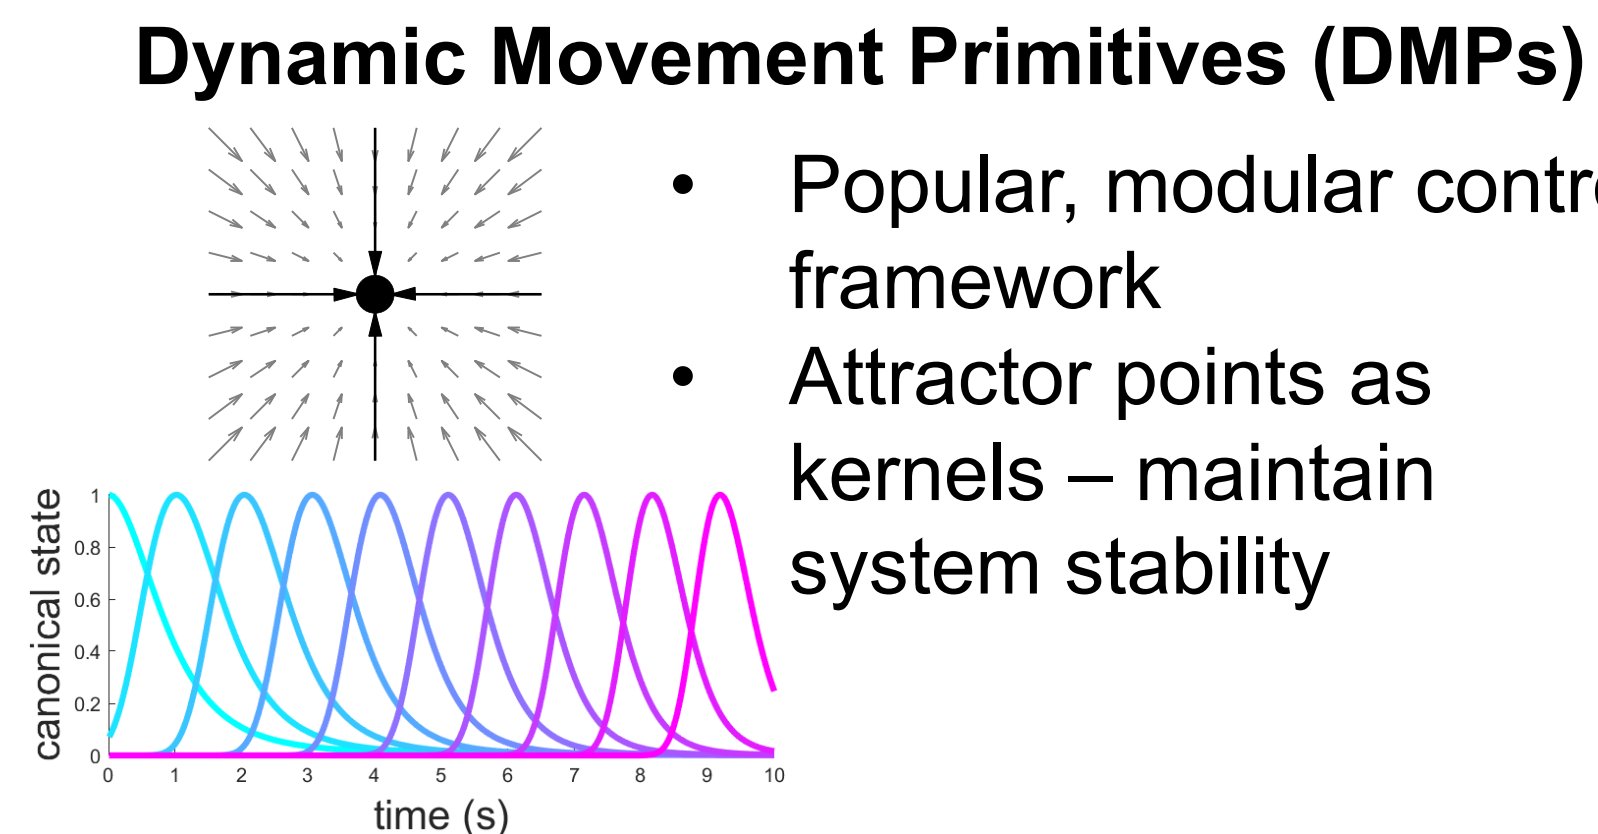 Dynamic Movement Primitives (DMPs)
• Popular, modular
framework
• Attractor points as
kernels – maintain
system stability
canonical state
1
0.8
0.6
0.4
0.2
0
0 1 2 3 4 5 6 7 8 9 10
time (s)